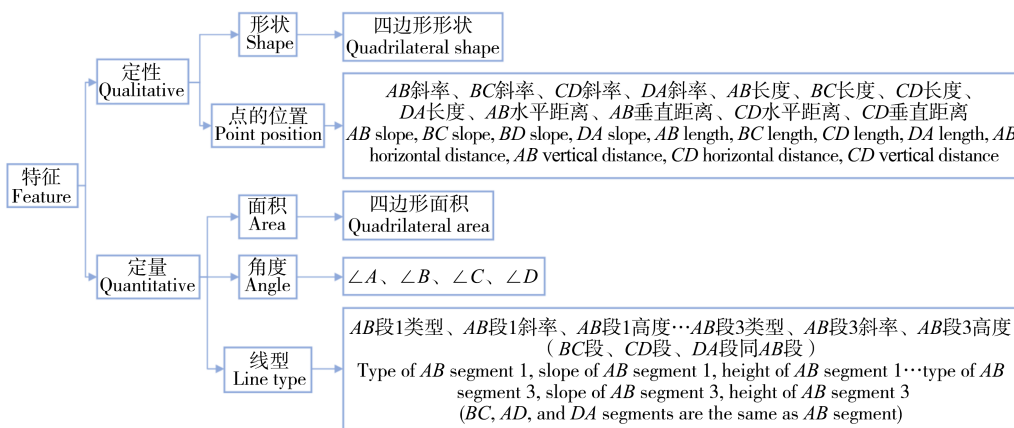 形状
Shape
四边形形状
Quadrilateral shape
定性
Qualitative
点的位置
Point position
AB斜率、BC斜率、CD斜率、DA斜率、AB长度、BC长度、CD长度、
DA长度、AB水平距离、AB垂直距离、CD水平距离、CD垂直距离
AB slope, BC slope, BD slope, DA slope, AB length, BC length, CD length, DA length, AB
horizontal distance, AB vertical distance, CD horizontal distance, CD vertical distance
特征
Feature
面积
Area
四边形面积
Quadrilateral area
定量
Quantitative
角度
Angle
∠A、∠B、∠C、∠D
线型
Line type
AB段1类型、AB段1斜率、AB段1高度…AB段3类型、AB段3斜率、AB段3高度
（BC段、CD段、DA段同AB段）
Type of AB segment 1, slope of AB segment 1, height of AB segment 1…type of AB
segment 3, slope of AB segment 3, height of AB segment 3
(BC, AD, and DA segments are the same as AB segment)